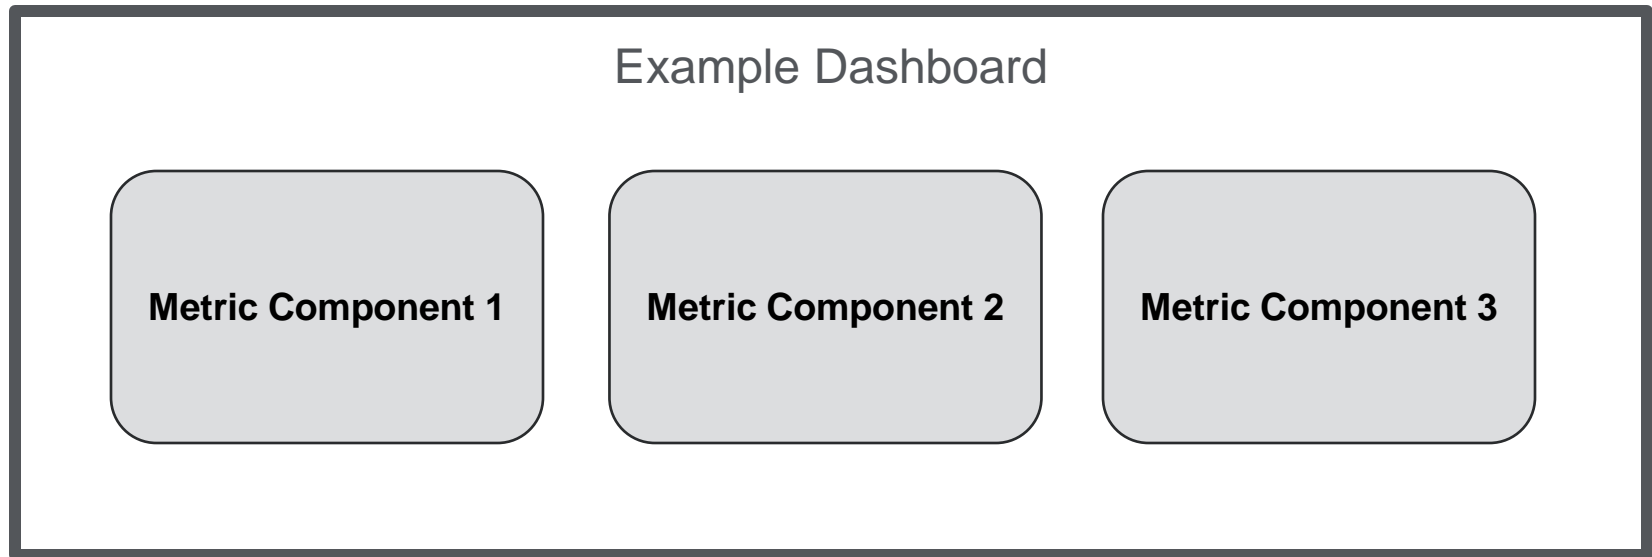 Example Dashboard
Metric Component 1
Metric Component 2
Metric Component 3